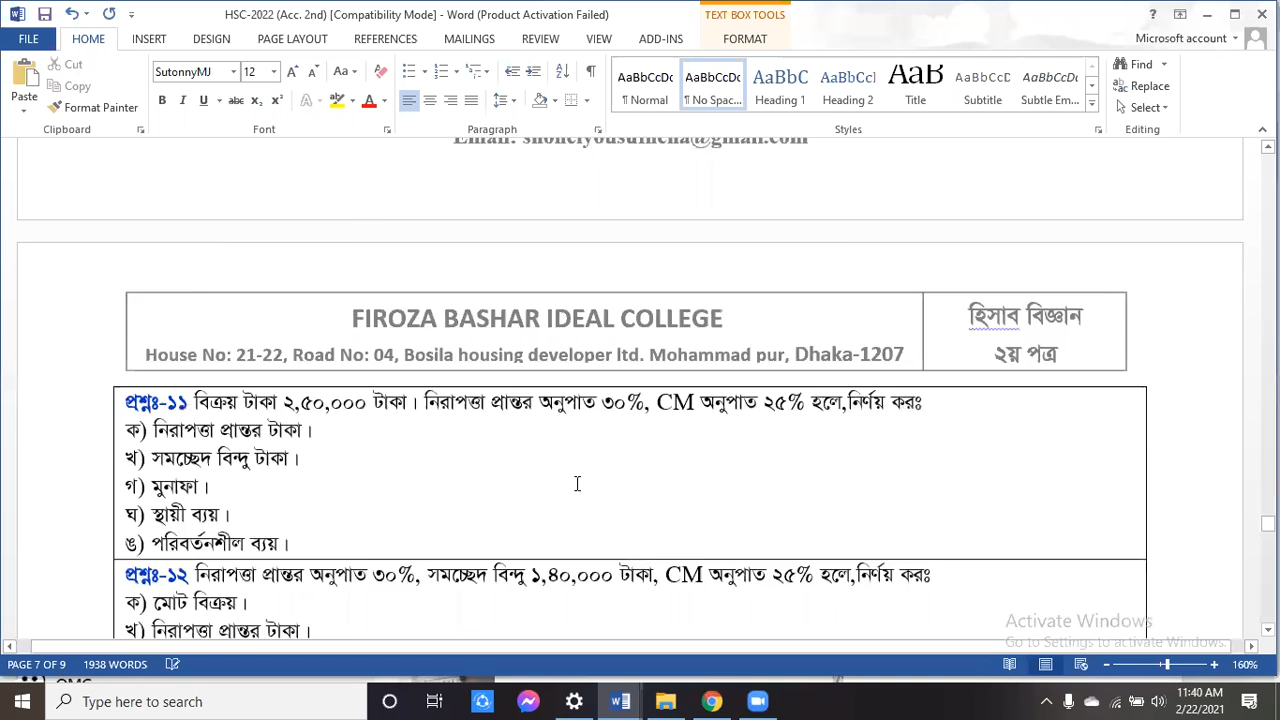 HSC-2022 (Acc. 2nd) [Compatibility Mode] - Word (Product Activation Failed)
TEXT BOX TOOLS
FILE HOME INSERT DESIGN PAGE LAYOUT REFERENCES MAILINGS REVIEW VIEW ADD-INS FORMAT Microsoft account
Paste
Cut
Copy
Format Painter
Clipboard
SutonnyMJ 12
Font
Paragraph
AaBbCcDc AaBbCcDc AaBbC AaBbCc AaB AaBbCcD AaBbCcD
¶ Normal ¶ No Spac... Heading 1 Heading 2 Title Subtitle Subtle Em...
Styles
Find
Replace
Select
Editing
Email: shohelyousufficma@gmail.com
FIROZA BASHAR IDEAL COLLEGE
House No: 21-22, Road No: 04, Bosila housing developer ltd. Mohammad pur, Dhaka-1207
হিসাব বিজ্ঞান
২য় পত্র
প্রশ্নঃ-১১ বিক্রয় টাকা ২,৫০,০০০ টাকা। নিরাপত্তা প্রান্তর অনুপাত ৩০%, CM অনুপাত ২৫% হলে,নির্ণয় করঃ
ক) নিরাপত্তা প্রান্তর টাকা।
খ) সমচ্ছেদ বিন্দু টাকা।
গ) মুনাফা।
ঘ) স্থায়ী ব্যয়।
ঙ) পরিবর্তনশীল ব্যয়।
প্রশ্নঃ-১২ নিরাপত্তা প্রান্তর অনুপাত ৩০%, সমচ্ছেদ বিন্দু ১,৪০,০০০ টাকা, CM অনুপাত ২৫% হলে,নির্ণয় করঃ
ক) মোট বিক্রয়।
খ) নিরাপত্তা প্রান্তর টাকা।
Activate Windows
Go to Settings to activate Windows.
PAGE 7 OF 9 1938 WORDS 160%
Type here to search
11:40 AM
2/22/2021